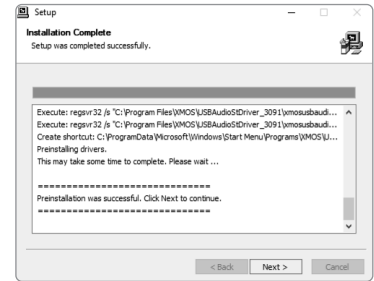 Setup
Installation Complete
Setup was completed successfully.
Execute: regsvr32 /s "C:\Program Files\XMOS\USBAudioStDriver_3091\xmosusbaudi...
Execute: regsvr32 /s "C:\Program Files\XMOS\USBAudioStDriver_3091\xmosusbaudi...
Create shortcut: C:\ProgramData\Microsoft\Windows\Start Menu\Programs\XMOS\U...
Preinstalling drivers.
This may take some time to complete. Please wait ...
==============================
Preinstallation was successful. Click Next to continue.
==============================
< Back Next > Cancel